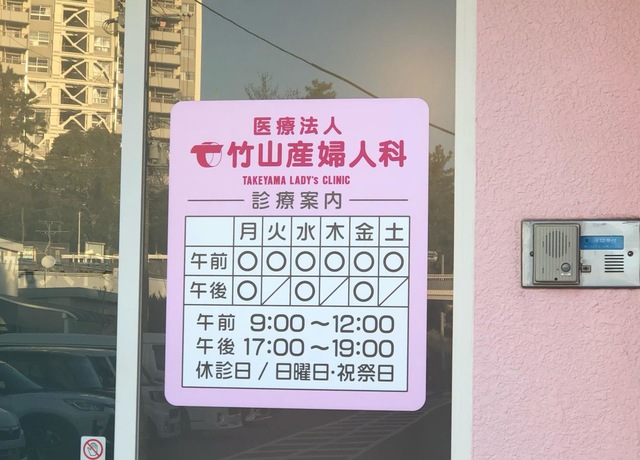 医療法人
竹山産婦人科
TAKEYAMA LADY's CLINIC
診療案内
月 火 水 木 金 土
午前 〇 〇 〇 〇 〇 〇
午後 〇 ／ 〇 ／ 〇 ／
午前 9:00～12:00
午後 17:00～19:00
休診日 / 日曜日・祝祭日